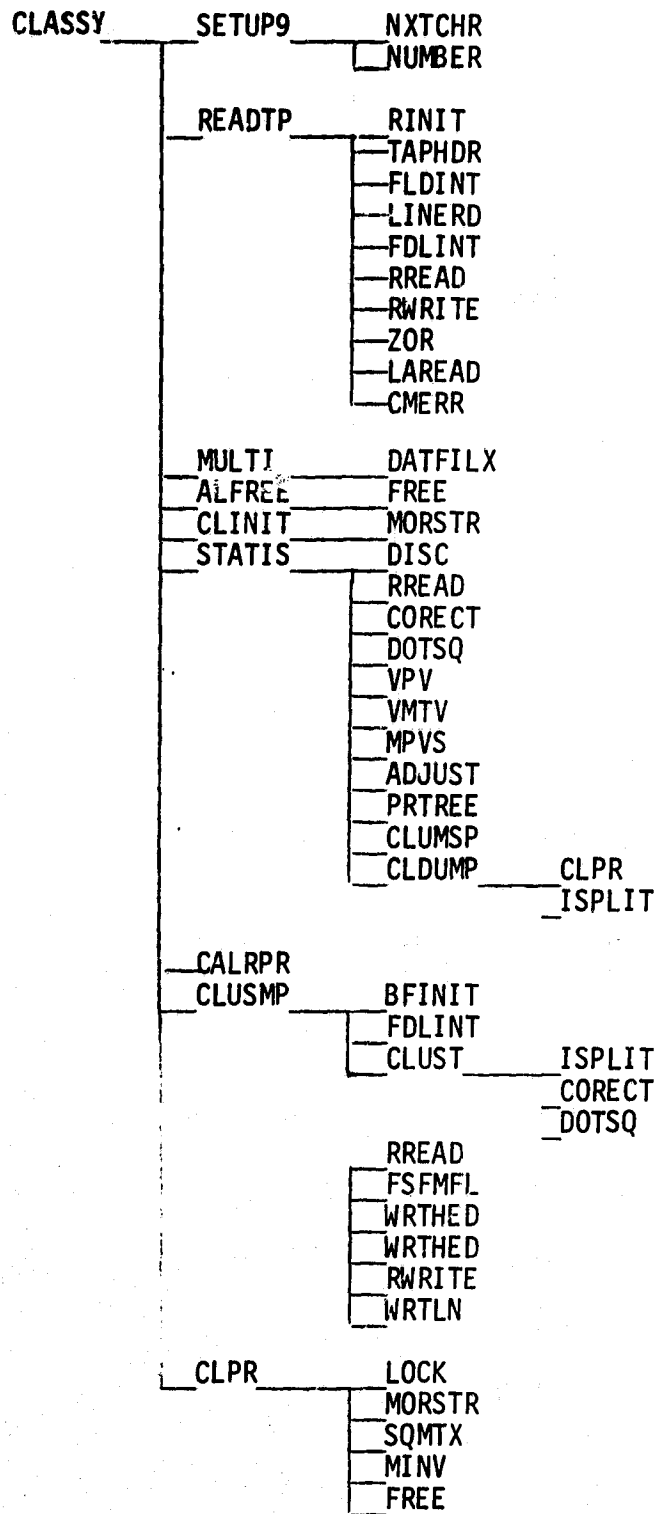 CLASSY SETUP9 NXTCHR
NUMBER
READTP RINIT
TAPHDR
FLDINT
LINERD
FDLINT
RREAD
RWRITE
ZOR
LAREAD
CMERR
MULTI DATFILX
ALFREE FREE
CLINIT MORSTR
STATIS DISC
RREAD
CORECT
DOTSQ
VPV
VMTV
MPVS
ADJUST
PRTREE
CLUMSP
CLDUMP CLPR
ISPLIT
CALRPR
CLUSMP BFINIT
FDLINT
CLUST ISPLIT
CORECT
DOTSQ
RREAD
FSFMFL
WRTHED
WRTHED
RWRITE
WRTLN
CLPR LOCK
MORSTR
SQMTX
MINV
FREE